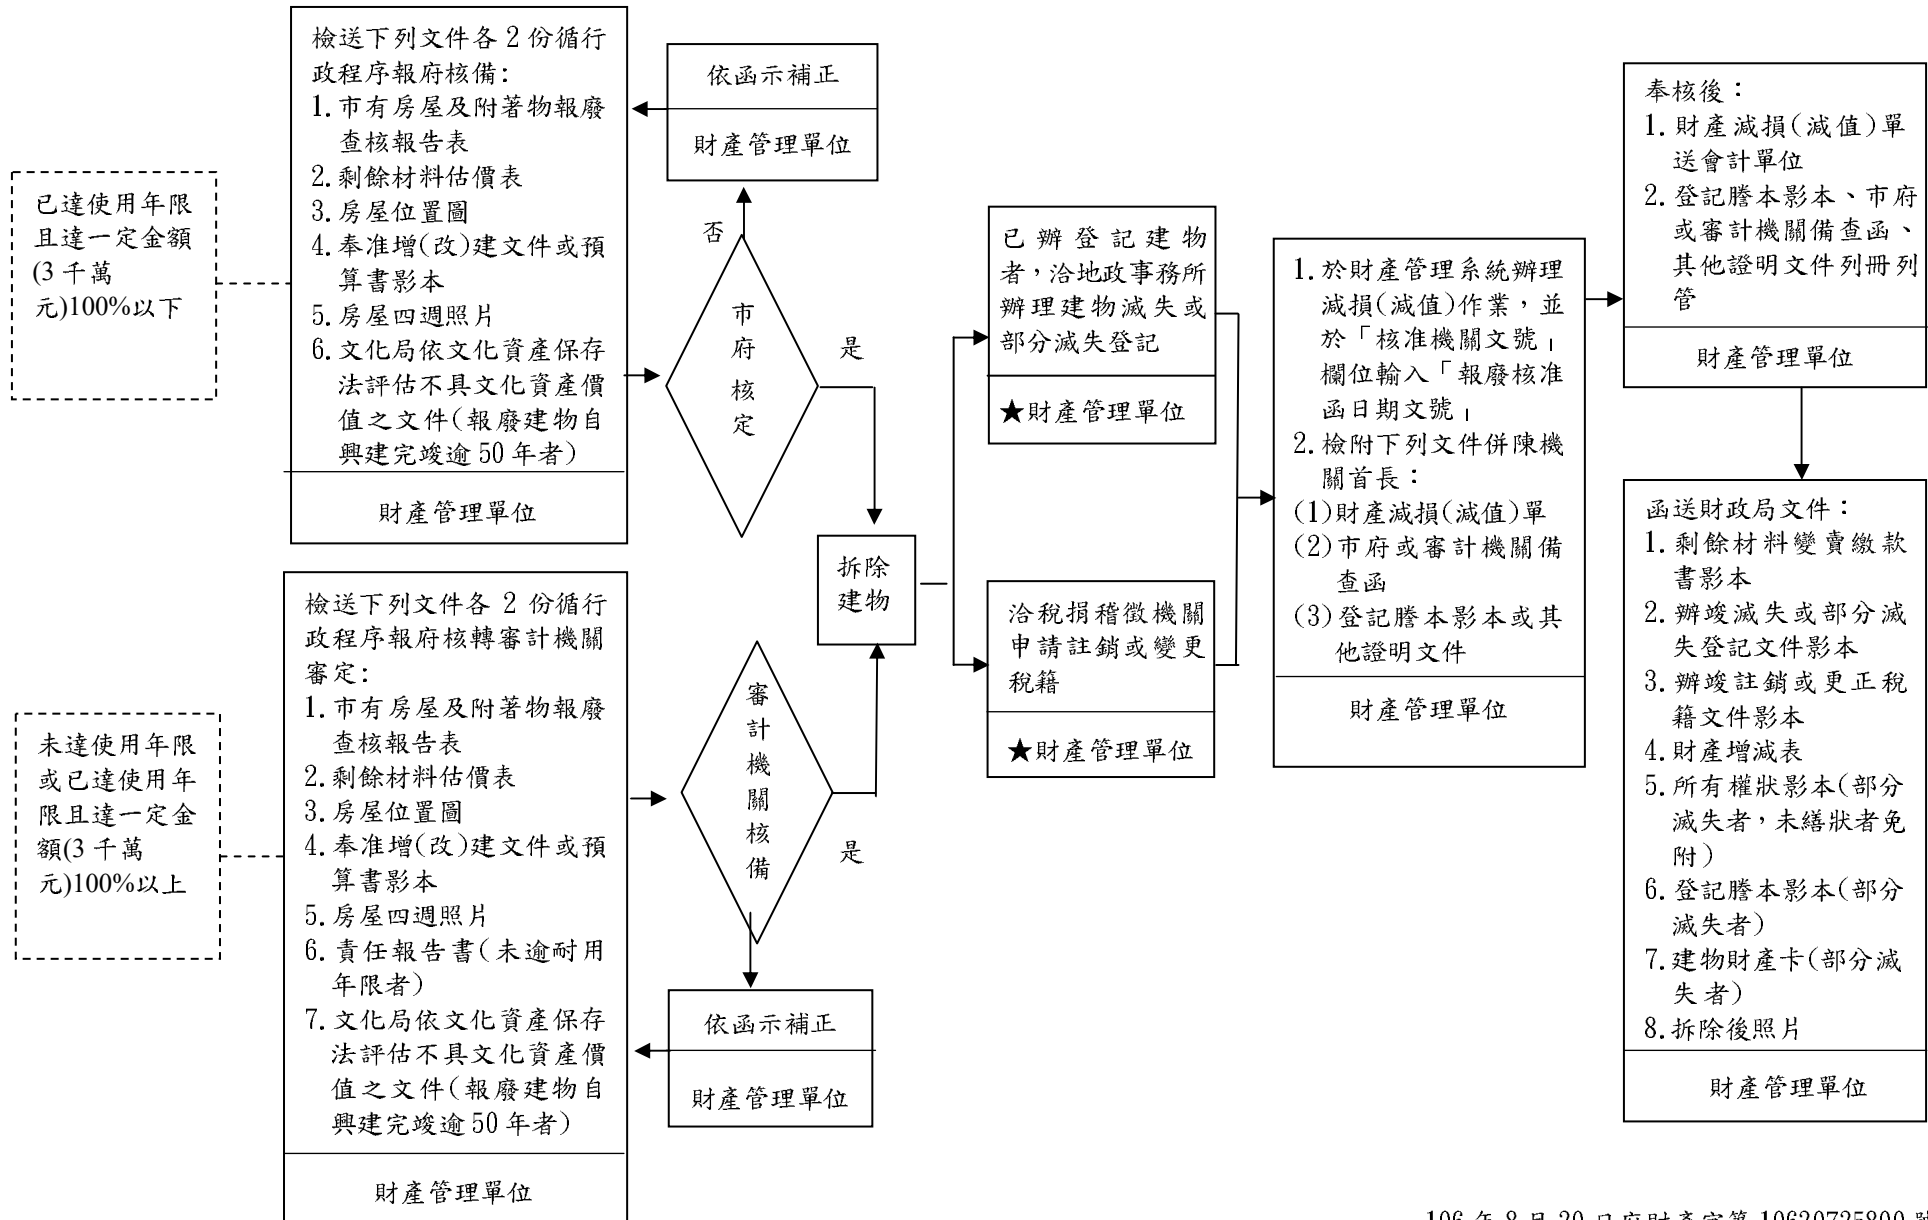 檢送下列文件各 2 份循行
政程序報府核備：
1. 市有房屋及附著物報廢
查核報告表
2. 剩餘材料估價表
3. 房屋位置圖
4. 奉准增(改)建文件或預
算書影本
5. 房屋四週照片
6. 文化局依文化資產保存
法評估不具文化資產價
值之文件(報廢建物自
興建完竣逾 50 年者)
財產管理單位
已達使用年限
且達一定金額
(3 千萬
元)100%以下
依函示補正
財產管理單位
否
市
府
核
定
是
檢送下列文件各 2 份循行
政程序報府核轉審計機關
審定：
1. 市有房屋及附著物報廢
查核報告表
2. 剩餘材料估價表
3. 房屋位置圖
4. 奉准增(改)建文件或預
算書影本
5. 房屋四週照片
6. 責任報告書(未逾耐用
年限者)
7. 文化局依文化資產保存
法評估不具文化資產價
值之文件(報廢建物自
興建完竣逾 50 年者)
財產管理單位
未達使用年限
或已達使用年
限且達一定金
額(3 千萬
元)100%以上
審
計
機
關
核
備
是
依函示補正
財產管理單位
拆除
建物
已辦登記建物
者，洽地政事務所
辦理建物滅失或
部分滅失登記
★財產管理單位
洽稅捐稽徵機關
申請註銷或變更
稅籍
★財產管理單位
1. 於財產管理系統辦理
減損(減值)作業，並
於「核准機關文號」
欄位輸入「報廢核准
函日期文號」
2. 檢附下列文件併陳機
關首長：
(1)財產減損(減值)單
(2)市府或審計機關備
查函
(3)登記謄本影本或其
他證明文件
財產管理單位
奉核後：
1. 財產減損(減值)單
送會計單位
2. 登記謄本影本、市府
或審計機關備查函、
其他證明文件列冊列
管
財產管理單位
函送財政局文件：
1. 剩餘材料變賣繳款
書影本
2. 辦竣滅失或部分滅
失登記文件影本
3. 辦竣註銷或更正稅
籍文件影本
4. 財產增減表
5. 所有權狀影本(部分
滅失者，未繕狀者免
附)
6. 登記謄本影本(部分
滅失者)
7. 建物財產卡(部分滅
失者)
8. 拆除後照片
財產管理單位